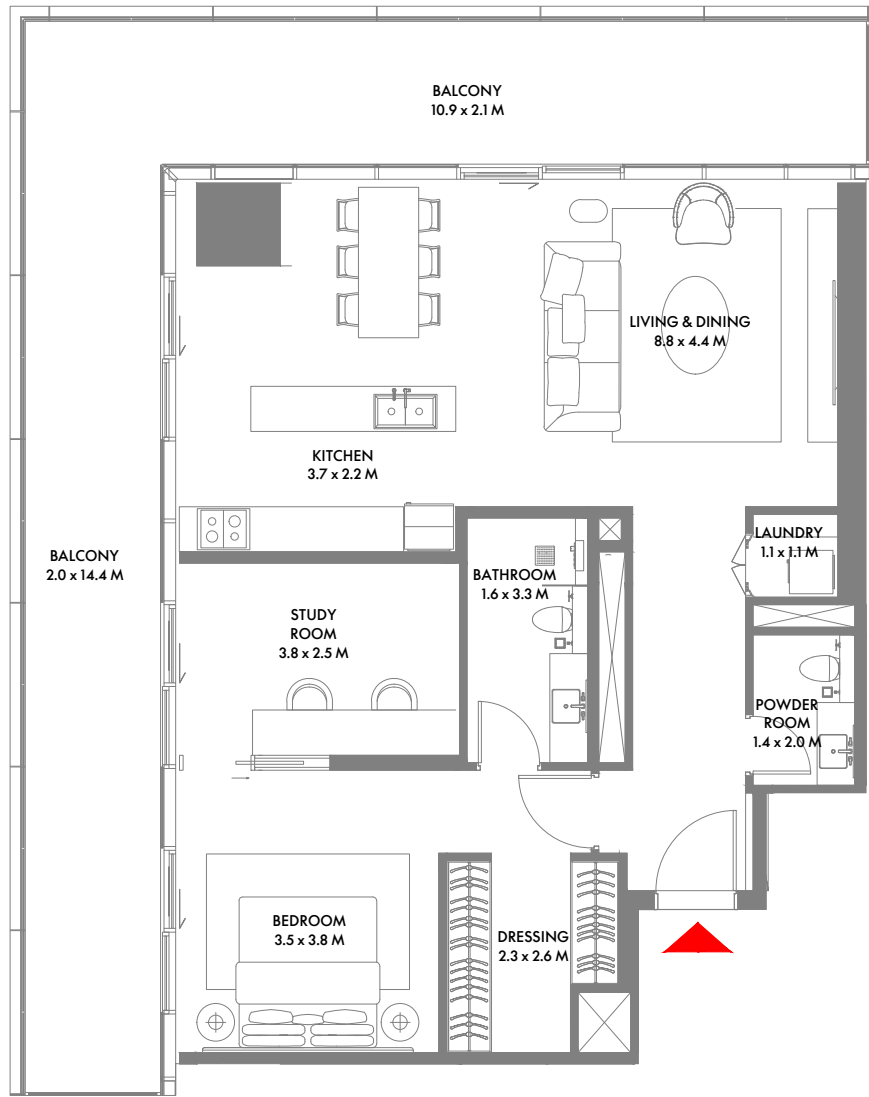 BALCONY
10.9 x 2.1 M
LIVING & DINING
8.8 x 4.4 M
KITCHEN
3.7 x 2.2 M
BALCONY
2.0 x 14.4 M
LAUNDRY
1.1 x 1.1 M
BATHROOM
1.6 x 3.3 M
STUDY
ROOM
3.8 x 2.5 M
POWDER
ROOM
1.4 x 2.0 M
BEDROOM
3.5 x 3.8 M
DRESSING
2.3 x 2.6 M